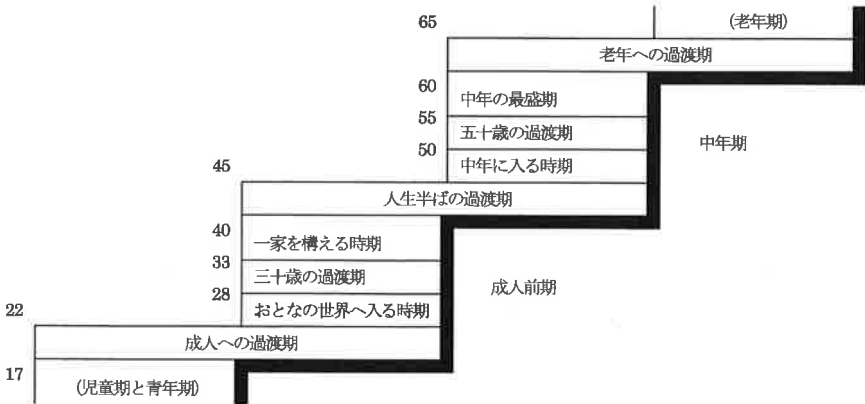 65
(老年期)
老年への過渡期
60
中年の最盛期
55
五十歳の過渡期
中年期
50
中年に入る時期
45
人生半ばの過渡期
40
一家を構える時期
33
三十歳の過渡期
成人前期
28
おとなの世界へ入る時期
22
成人への過渡期
17
(児童期と青年期)